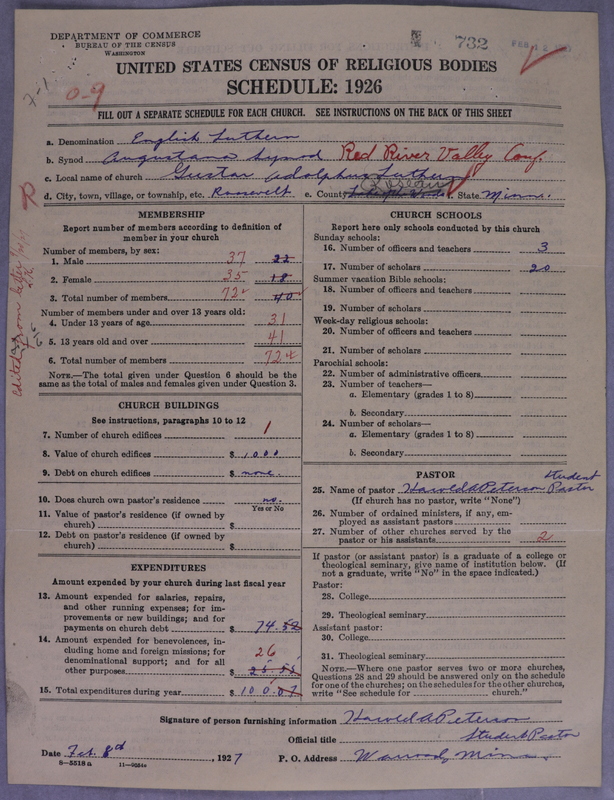 DEPARTMENT OF COMMERCE
BUREAU OF THE CENSUS
WASHINGTON
732
FEB 12
UNITED STATES CENSUS OF RELIGIOUS BODIES
SCHEDULE: 1926
7-1
0-9
FILL OUT A SEPARATE SCHEDULE FOR EACH CHURCH. SEE INSTRUCTIONS ON THE BACK OF THIS SHEET
a. Denomination English Luthern
b. Synod Augustana Synod Red River Valley Conf.
c. Local name of church Gustav Adolphus Luthern
d. City, town, village, or township, etc. Roosevelt e. County Roseau State Minn.
R
MEMBERSHIP
Report number of members according to definition of
member in your church
Number of members, by sex:
1. Male 37 22
2. Female 35 18
3. Total number of members 72 40
Number of members under and over 13 years old:
4. Under 13 years of age 31
5. 13 years old and over 41
6. Total number of members 72
NOTE.—The total given under Question 6 should be the
same as the total of males and females given under Question 3.
CHURCH BUILDINGS
See instructions, paragraphs 10 to 12
7. Number of church edifices 1
8. Value of church edifices $ 1000
9. Debt on church edifices $ none.
10. Does church own pastor's residence no.
Yes or No
11. Value of pastor's residence (if owned by
church) $
12. Debt on pastor's residence (if owned by
church) $
EXPENDITURES
Amount expended by your church during last fiscal year
13. Amount expended for salaries, repairs,
and other running expenses; for im-
provements or new buildings; and for
payments on church debt $ 74.52
14. Amount expended for benevolences, in-
cluding home and foreign missions; for
denominational support; and for all
other purposes $ 26 25.55
15. Total expenditures during year $ 100.07
CHURCH SCHOOLS
Report here only schools conducted by this church
Sunday schools:
16. Number of officers and teachers 3
17. Number of scholars 20
Summer vacation Bible schools:
18. Number of officers and teachers
19. Number of scholars
Week-day religious schools:
20. Number of officers and teachers
21. Number of scholars
Parochial schools:
22. Number of administrative officers
23. Number of teachers—
a. Elementary (grades 1 to 8)
b. Secondary
24. Number of scholars—
a. Elementary (grades 1 to 8)
b. Secondary
PASTOR
25. Name of pastor Harold A Peterson Student Pastor
(If church has no pastor, write "None")
26. Number of ordained ministers, if any, em-
ployed as assistant pastors
27. Number of other churches served by the
pastor or his assistants 2
If pastor (or assistant pastor) is a graduate of a college or
theological seminary, give name of institution below. (If
not a graduate, write "No" in the space indicated.)
Pastor:
28. College
29. Theological seminary
Assistant pastor:
30. College
31. Theological seminary
NOTE.—Where one pastor serves two or more churches,
Questions 28 and 29 should be answered only on the schedule
for one of the churches; on the schedules for the other churches,
write "See schedule for church."
Signature of person furnishing information Harold A Peterson
Official title Student Pastor
Date Feb. 8th, 1927 P. O. Address Warroad, Minn.
8—5518 a